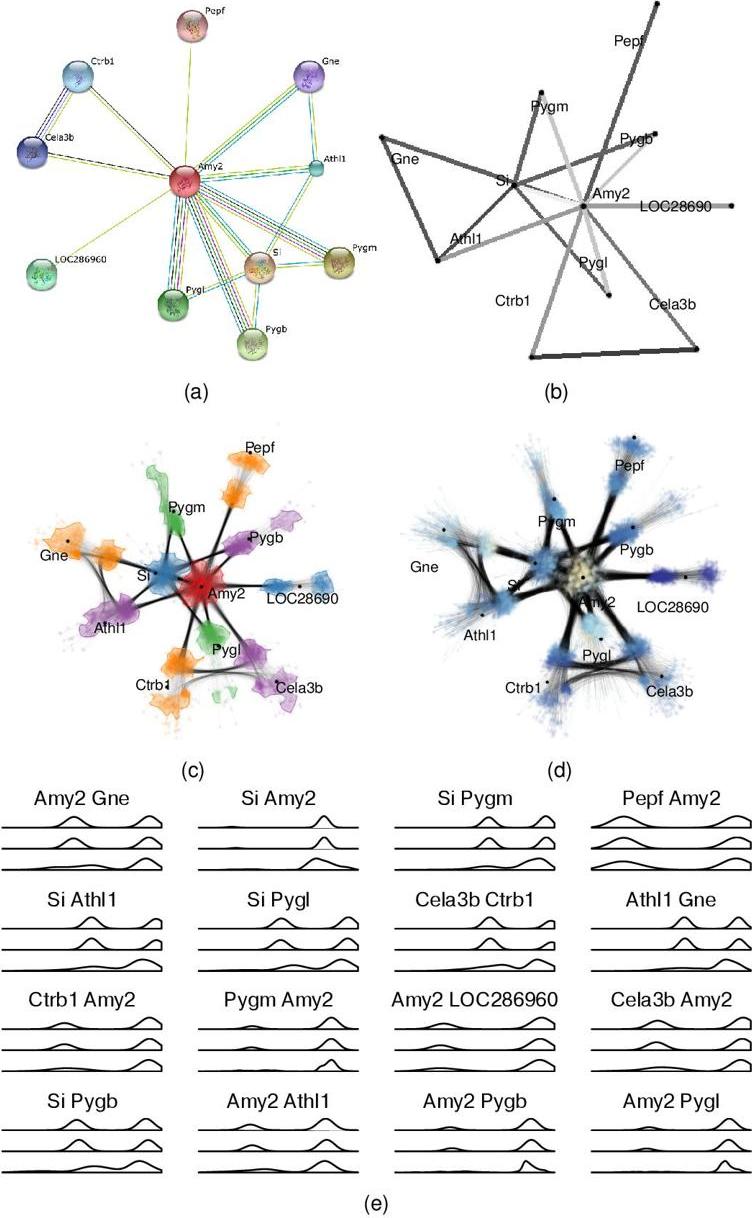 Pepf
Ctrb1
Gne
Cela3b
Amy2
Athl1
LOC286960
Si
Pygm
Pygl
Pygb
(a)
Pepf
Pygm
Pygb
Gne
Si
Amy2
LOC28690
Athl1
Pygl
Ctrb1
Cela3b
(b)
Pepf
Pygm
Pygb
Gne
Si
Amy2
LOC28690
Athl1
Pygl
Ctrb1
Cela3b
(c)
Pepf
Pygm
Pygb
Gne
Si
Amy2
LOC28690
Athl1
Pygl
Ctrb1
Cela3b
(d)
Amy2 Gne Si Amy2 Si Pygm Pepf Amy2
Si Athl1 Si Pygl Cela3b Ctrb1 Athl1 Gne
Ctrb1 Amy2 Pygm Amy2 Amy2 LOC286960 Cela3b Amy2
Si Pygb Amy2 Athl1 Amy2 Pygb Amy2 Pygl
(e)